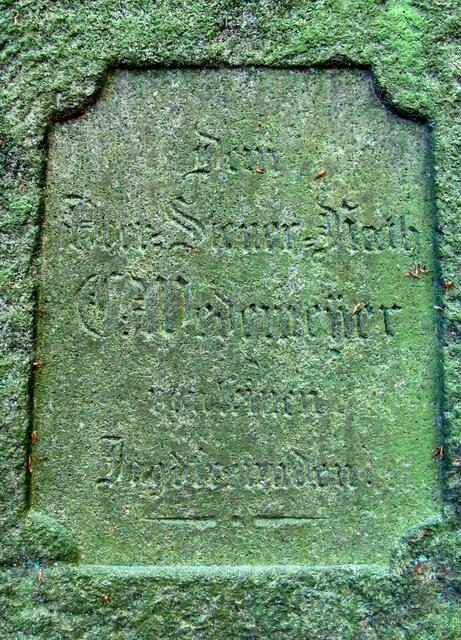 Dem
Ober-Steuer-Rath
C. Wedemeyer
von seinen
Jagdfreunden.